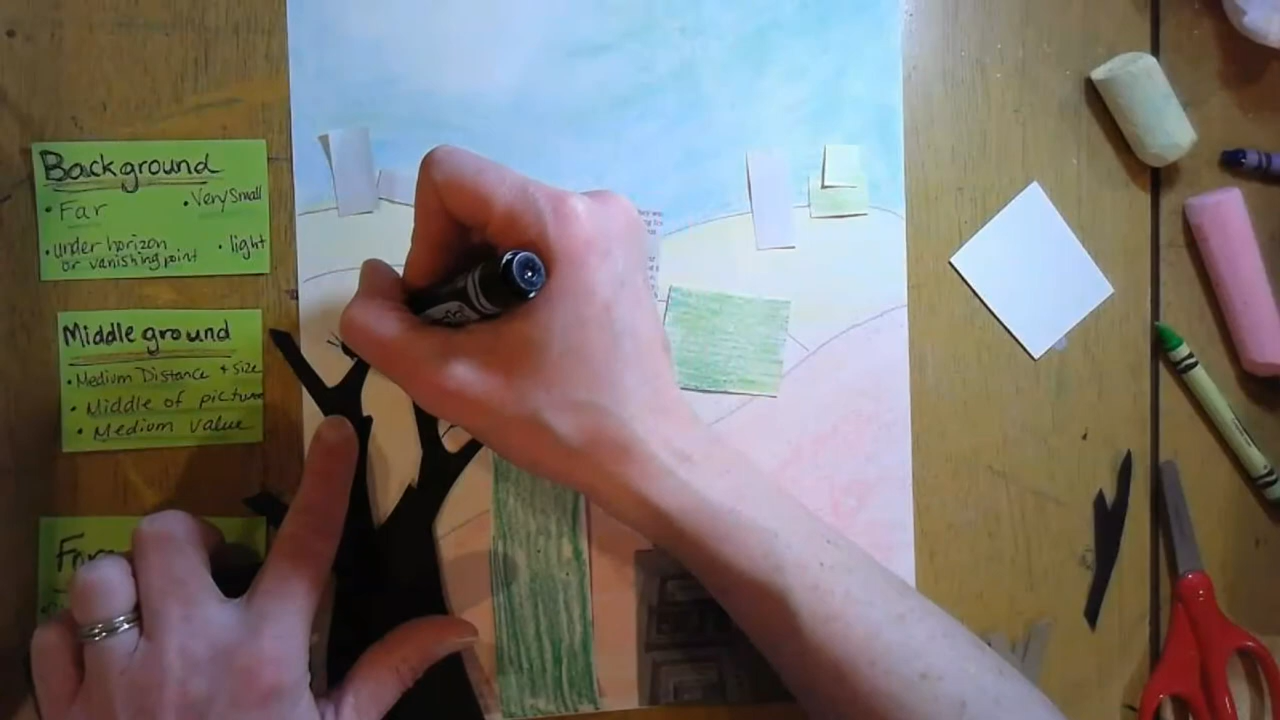 Background
• Far
• Very Small
• under horizon
or vanishing point
• light
Middle ground
• Medium Distance + Size
• Middle of picture
• Medium value
For